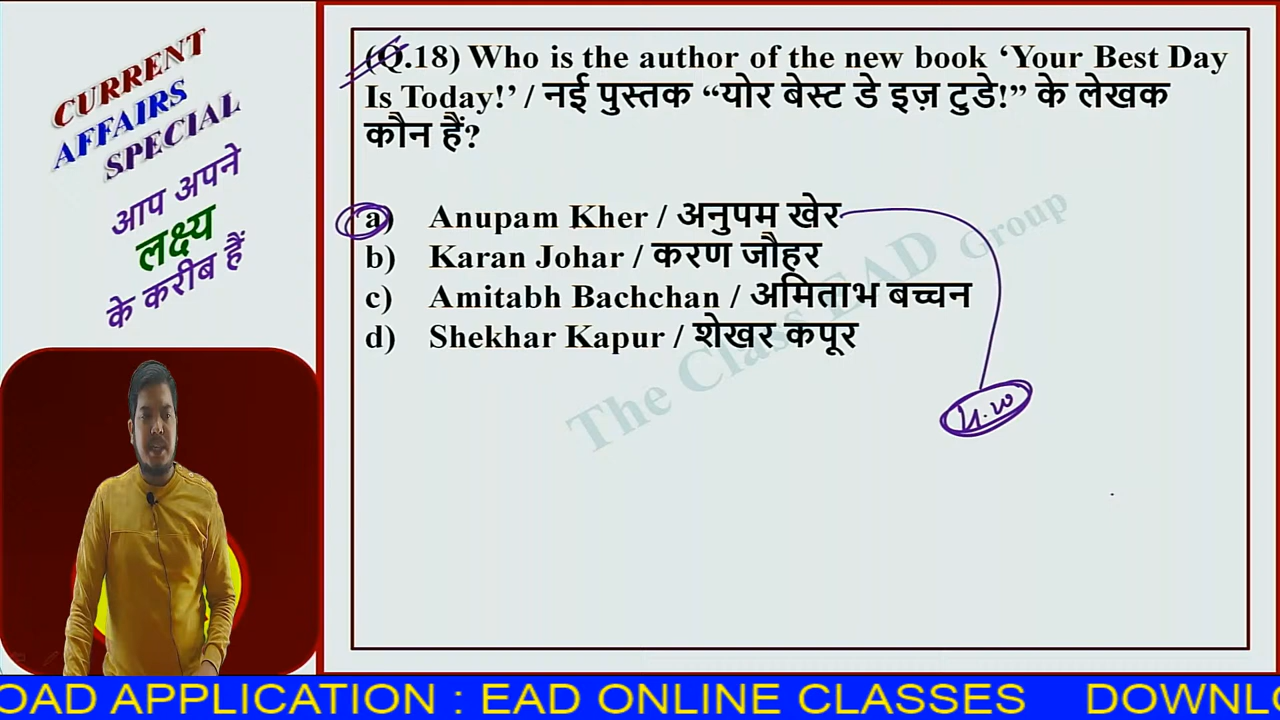 CURRENT
AFFAIRS
SPECIAL
आप अपने
लक्ष्य
के करीब हैं
(Q.18) Who is the author of the new book ‘Your Best Day
Is Today!’ / नई पुस्तक “योर बेस्ट डे इज़ टुडे!” के लेखक
कौन हैं?
a) Anupam Kher / अनुपम खेर
b) Karan Johar / करण जौहर
c) Amitabh Bachchan / अमिताभ बच्चन
d) Shekhar Kapur / शेखर कपूर
The Class EAD Group
OAD APPLICATION : EAD ONLINE CLASSES DOWNLO